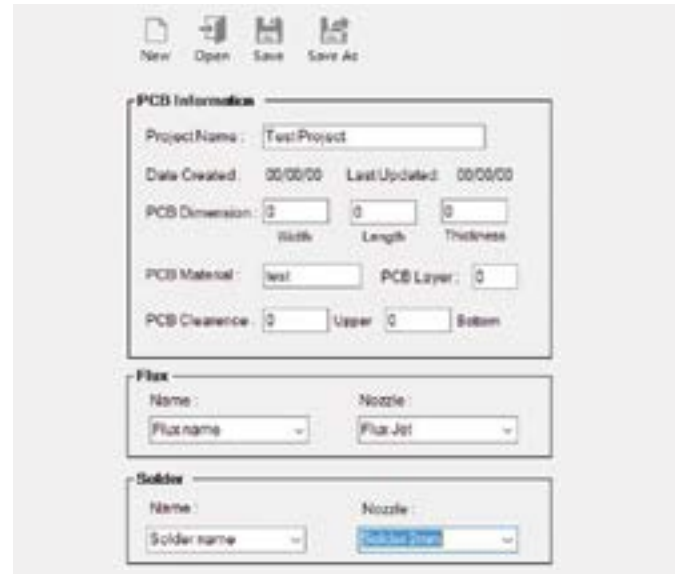 New Open Save Save As
PCB Information
Project Name : Test Project
Date Created : 00/00/00 Last Updated: 00/00/00
PCB Dimension : 0 0 0
Width Length Thickness
PCB Material : test PCB Layer : 0
PCB Clearence : 0 Upper 0 Bottom
Flux
Name : Nozzle :
Flux name Flux Jet
Solder
Name : Nozzle :
Solder name Solder 2mm